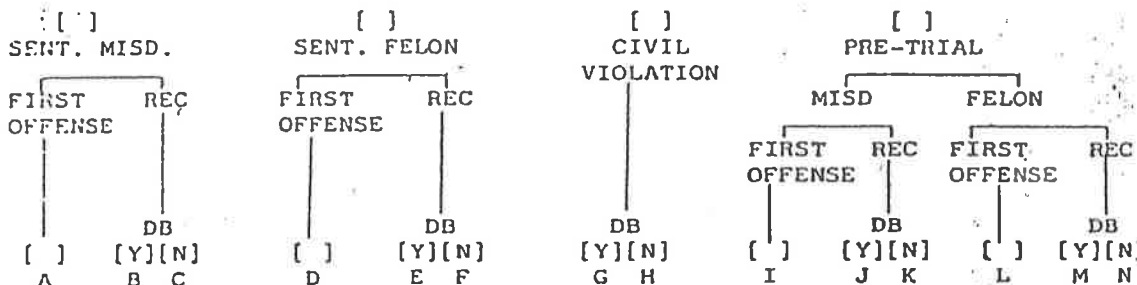 [ ] [ ] [ ] [ ]
SENT. MISD. SENT. FELON CIVIL PRE-TRIAL
VIOLATION
FIRST REC FIRST REC MISD FELON
OFFENSE OFFENSE
FIRST REC FIRST REC
OFFENSE OFFENSE
DB DB DB DB DB
[ ] [Y][N] [ ] [Y][N] [Y][N] [ ] [Y][N] [ ] [Y][N]
A B C D E F G H I J K L M N